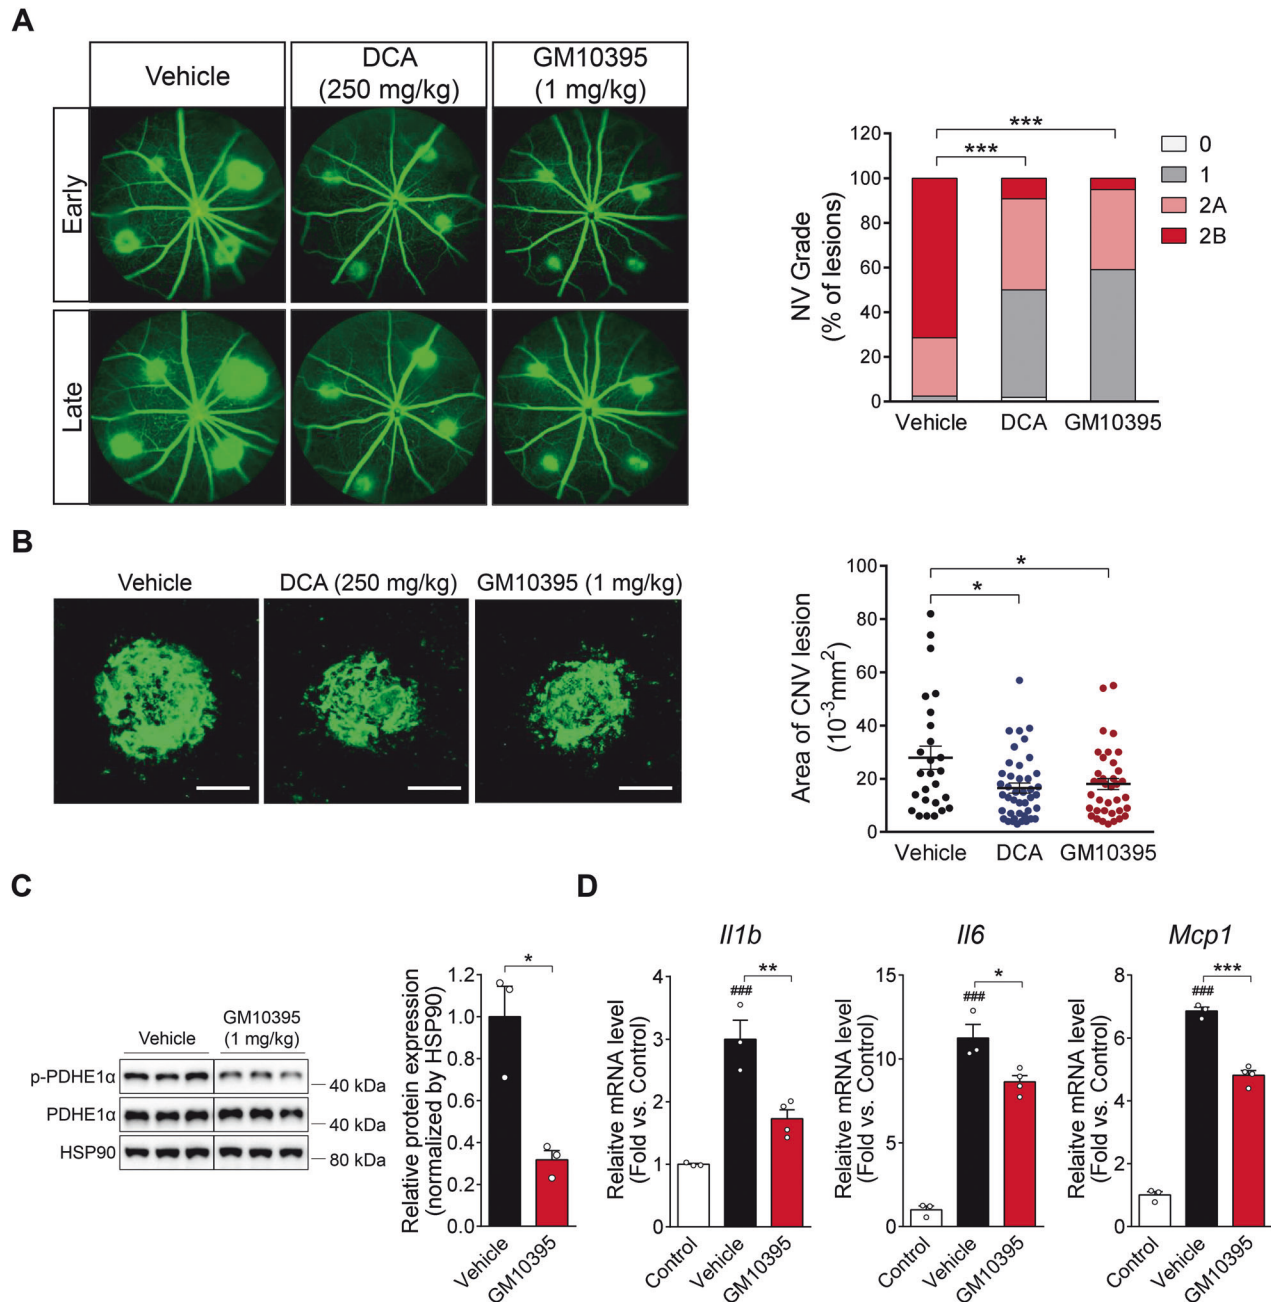 A
Vehicle
DCA
(250 mg/kg)
GM10395
(1 mg/kg)
Early
Late
NV Grade
(% of lesions)
120
100
80
60
40
20
0
***
***
Vehicle
DCA
GM10395
0
1
2A
2B
B
Vehicle
DCA (250 mg/kg)
GM10395 (1 mg/kg)
Area of CNV lesion
(10⁻³mm²)
100
80
60
40
20
0
*
*
Vehicle
DCA
GM10395
C
Vehicle
GM10395
(1 mg/kg)
p-PDHE1α
40 kDa
PDHE1α
40 kDa
HSP90
80 kDa
Relative protein expression
(normalized by HSP90)
1.2
1.0
0.8
0.6
0.4
0.2
0.0
*
Vehicle
GM10395
D
Il1b
Relaitve mRNA level
(Fold vs. Control)
4
3
2
1
0
###
**
Control
Vehicle
GM10395
Il6
Relaitve mRNA level
(Fold vs. Control)
15
10
5
0
###
*
Control
Vehicle
GM10395
Mcp1
Relaitve mRNA level
(Fold vs. Control)
8
6
4
2
0
###
***
Control
Vehicle
GM10395